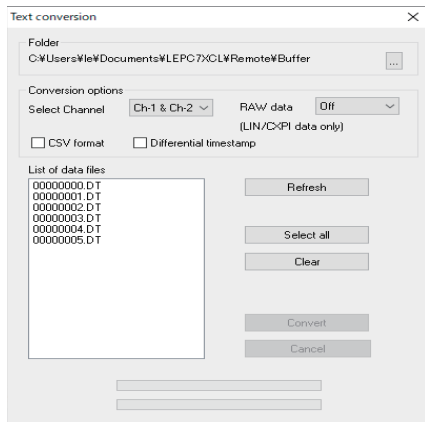 Text conversion
Folder
C:¥Users¥le¥Documents¥LEPC7XCL¥Remote¥Buffer
...
Conversion options
Select Channel Ch-1 & Ch-2 RAW data Off
(LIN/CXPI data only)
CSV format Differential timestamp
List of data files
00000000.DT
00000001.DT
00000002.DT
00000003.DT
00000004.DT
00000005.DT
Refresh
Select all
Clear
Convert
Cancel